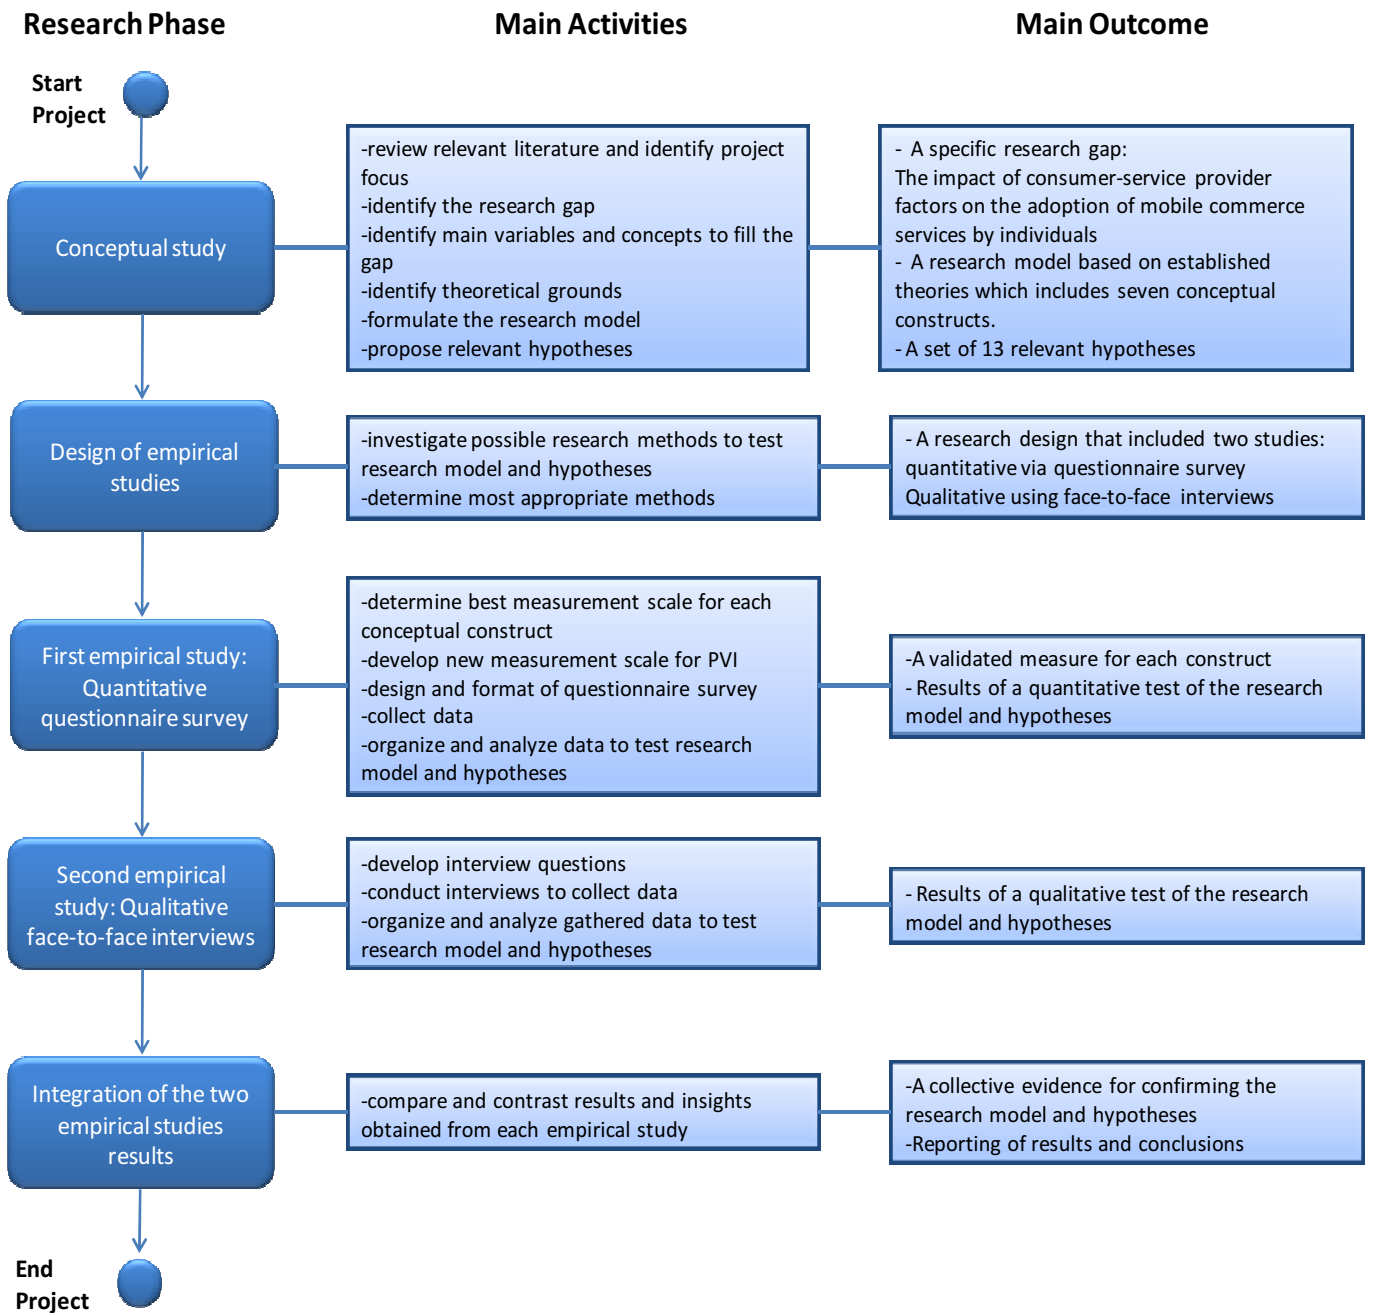 Research Phase
Main Activities
Main Outcome
Start
Project
Conceptual study
-review relevant literature and identify project
focus
-identify the research gap
-identify main variables and concepts to fill the
gap
-identify theoretical grounds
-formulate the research model
-propose relevant hypotheses
- A specific research gap:
The impact of consumer-service provider
factors on the adoption of mobile commerce
services by individuals
- A research model based on established
theories which includes seven conceptual
constructs.
- A set of 13 relevant hypotheses
Design of empirical
studies
-investigate possible research methods to test
research model and hypotheses
-determine most appropriate methods
- A research design that included two studies:
quantitative via questionnaire survey
Qualitative using face-to-face interviews
First empirical study:
Quantitative
questionnaire survey
-determine best measurement scale for each
conceptual construct
-develop new measurement scale for PVI
-design and format of questionnaire survey
-collect data
-organize and analyze data to test research
model and hypotheses
-A validated measure for each construct
- Results of a quantitative test of the research
model and hypotheses
Second empirical
study: Qualitative
face-to-face interviews
-develop interview questions
-conduct interviews to collect data
-organize and analyze gathered data to test
research model and hypotheses
- Results of a qualitative test of the research
model and hypotheses
Integration of the two
empirical studies
results
-compare and contrast results and insights
obtained from each empirical study
-A collective evidence for confirming the
research model and hypotheses
-Reporting of results and conclusions
End
Project